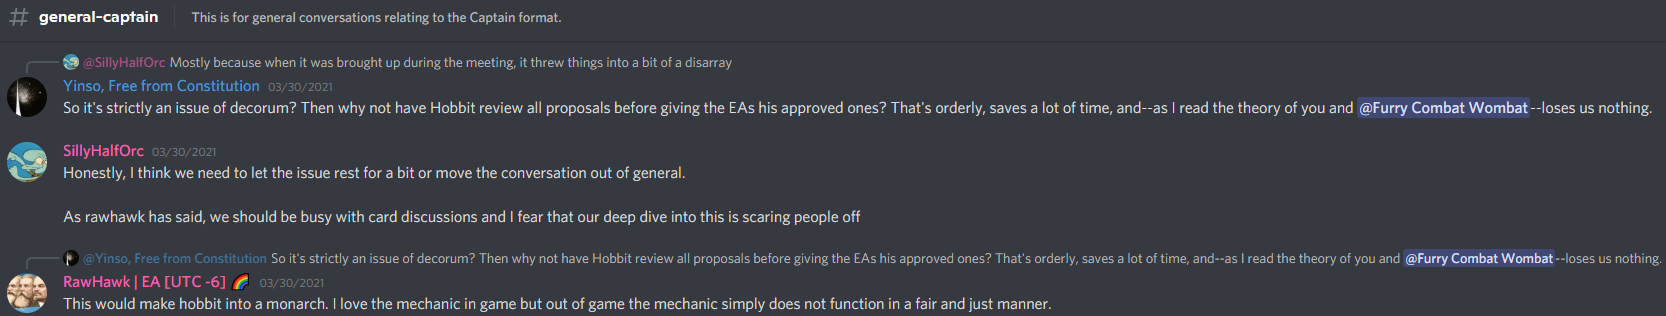 # general-captain This is for general conversations relating to the Captain format.
@SillyHalfOrc Mostly because when it was brought up during the meeting, it threw things into a bit of a disarray
Yinso, Free from Constitution 03/30/2021
So it's strictly an issue of decorum? Then why not have Hobbit review all proposals before giving the EAs his approved ones? That's orderly, saves a lot of time, and--as I read the theory of you and @Furry Combat Wombat--loses us nothing.
SillyHalfOrc 03/30/2021
Honestly, I think we need to let the issue rest for a bit or move the conversation out of general.
As rawhawk has said, we should be busy with card discussions and I fear that our deep dive into this is scaring people off
@Yinso, Free from Constitution So it's strictly an issue of decorum? Then why not have Hobbit review all proposals before giving the EAs his approved ones? That's orderly, saves a lot of time, and--as I read the theory of you and @Furry Combat Wombat--loses us nothing.
RawHawk | EA [UTC -6] 🌈 03/30/2021
This would make hobbit into a monarch. I love the mechanic in game but out of game the mechanic simply does not function in a fair and just manner.